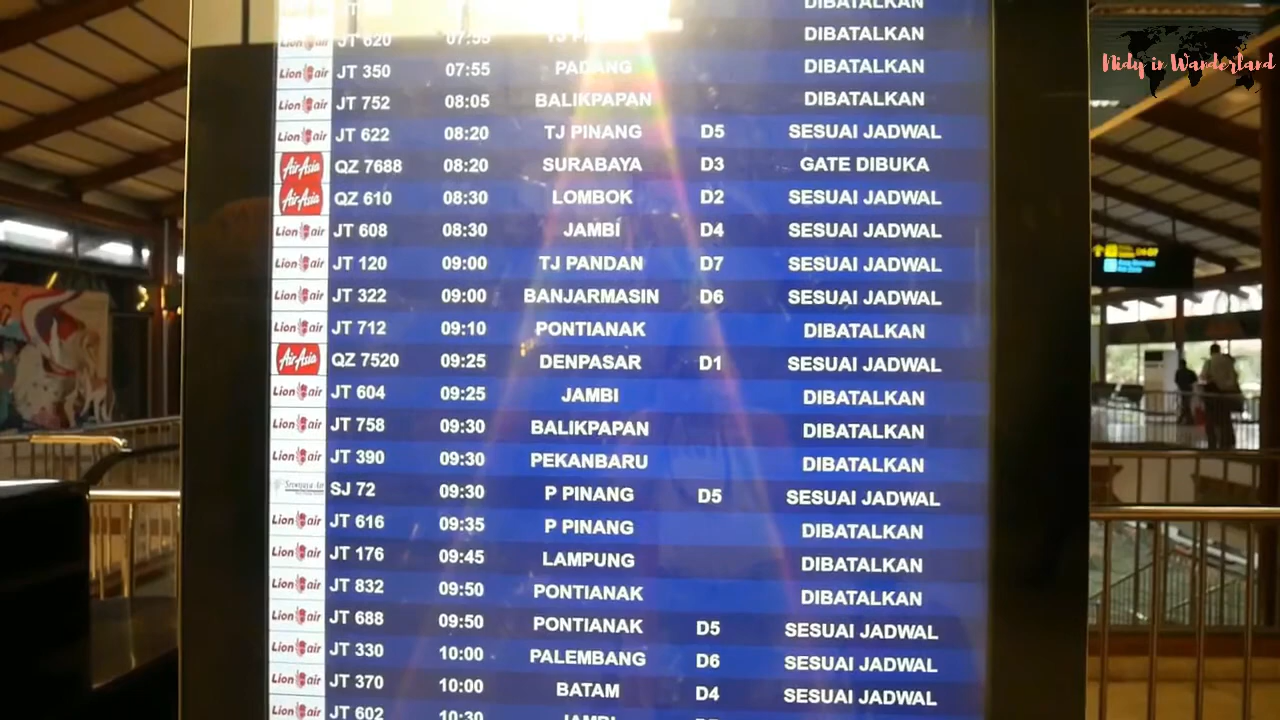 DIBATALKAN
Lion air JT 620 07:55 TJ PINANG DIBATALKAN
Lion air JT 350 07:55 PADANG DIBATALKAN
Lion air JT 752 08:05 BALIKPAPAN DIBATALKAN
Lion air JT 622 08:20 TJ PINANG D5 SESUAI JADWAL
AirAsia QZ 7688 08:20 SURABAYA D3 GATE DIBUKA
AirAsia QZ 610 08:30 LOMBOK D2 SESUAI JADWAL
Lion air JT 608 08:30 JAMBI D4 SESUAI JADWAL
Lion air JT 120 09:00 TJ PANDAN D7 SESUAI JADWAL
Lion air JT 322 09:00 BANJARMASIN D6 SESUAI JADWAL
Lion air JT 712 09:10 PONTIANAK DIBATALKAN
AirAsia QZ 7520 09:25 DENPASAR D1 SESUAI JADWAL
Lion air JT 604 09:25 JAMBI DIBATALKAN
Lion air JT 758 09:30 BALIKPAPAN DIBATALKAN
Lion air JT 390 09:30 PEKANBARU DIBATALKAN
Sriwijaya Air SJ 72 09:30 P PINANG D5 SESUAI JADWAL
Lion air JT 616 09:35 P PINANG DIBATALKAN
Lion air JT 176 09:45 LAMPUNG DIBATALKAN
Lion air JT 832 09:50 PONTIANAK DIBATALKAN
Lion air JT 688 09:50 PONTIANAK D5 SESUAI JADWAL
Lion air JT 330 10:00 PALEMBANG D6 SESUAI JADWAL
Lion air JT 370 10:00 BATAM D4 SESUAI JADWAL
Lion air JT 602 10:30 JAMBI
Nidy in Wanderland